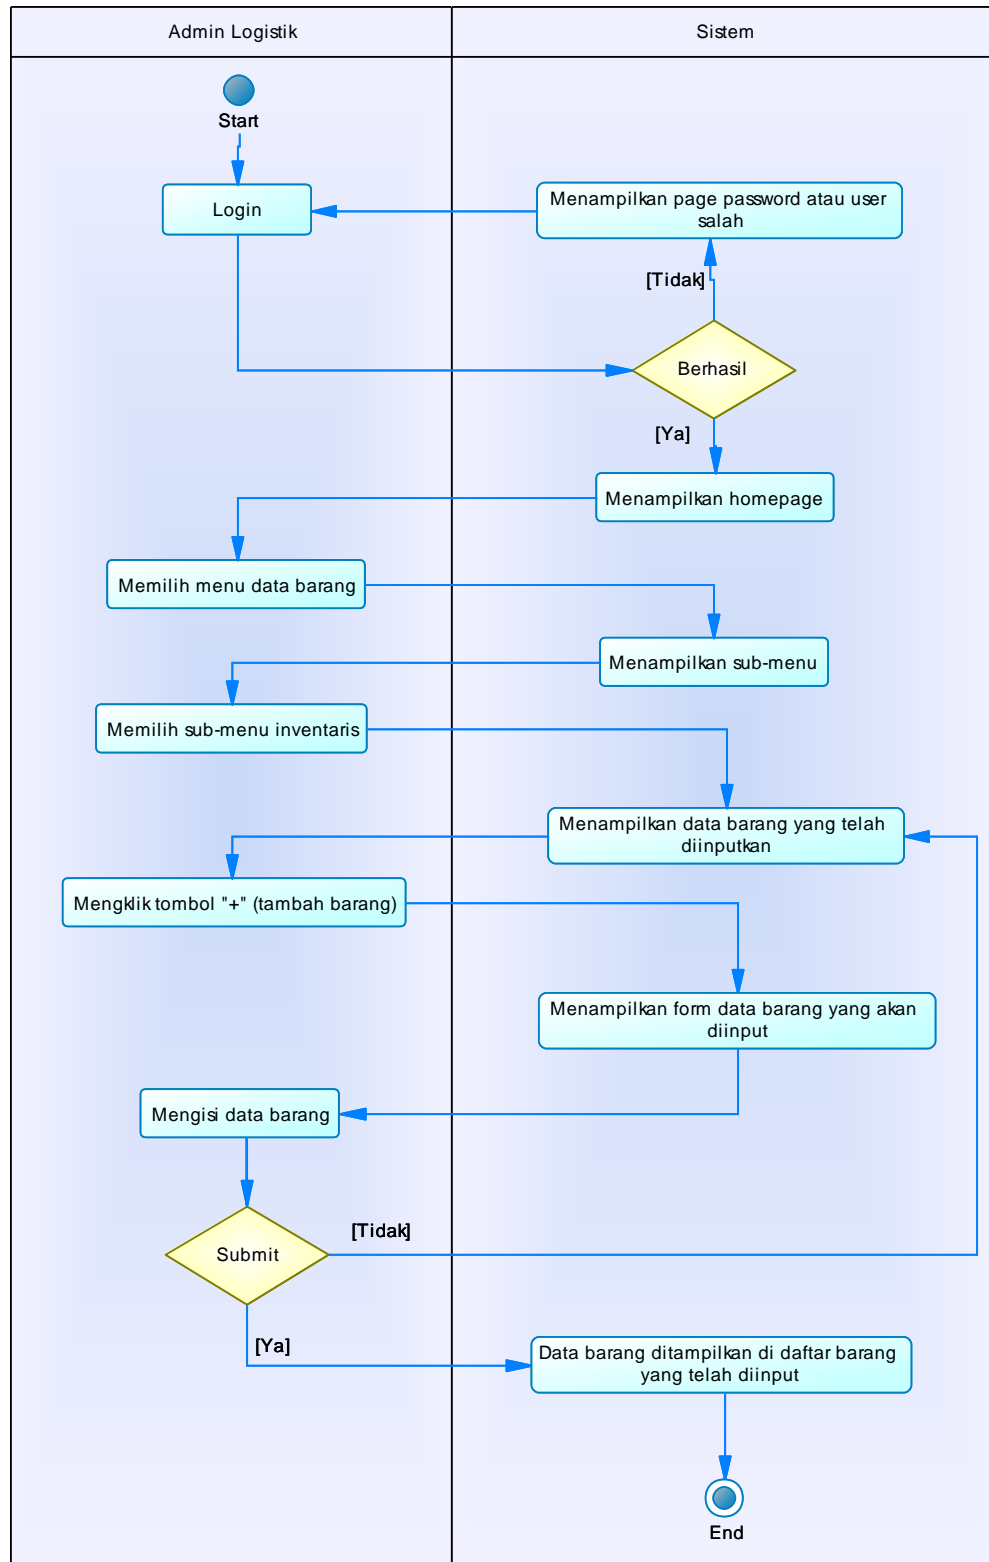 Admin Logistik
Sistem
Start
Login
Menampilkan page password atau user
salah
[Tidak]
Berhasil
[Ya]
Menampilkan homepage
Memilih menu data barang
Menampilkan sub-menu
Memilih sub-menu inventaris
Menampilkan data barang yang telah
diinputkan
Mengklik tombol "+" (tambah barang)
Menampilkan form data barang yang akan
diinput
Mengisi data barang
[Tidak]
Submit
[Ya]
Data barang ditampilkan di daftar barang
yang telah diinput
End